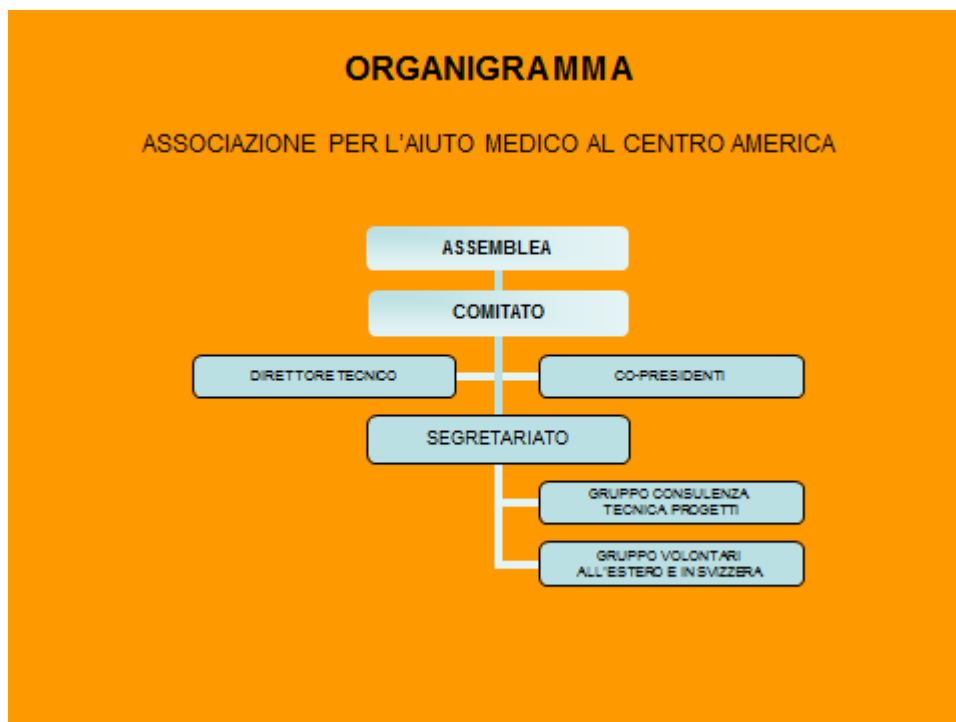 ORGANIGRAMMA
ASSOCIAZIONE PER L'AIUTO MEDICO AL CENTRO AMERICA
ASSEMBLEA
COMITATO
DIRETTORE TECNICO
CO-PRESIDENTI
SEGRETARIATO
GRUPPO CONSULENZA
TECNICA PROGETTI
GRUPPO VOLONTARI
ALL'ESTERO E IN SVIZZERA